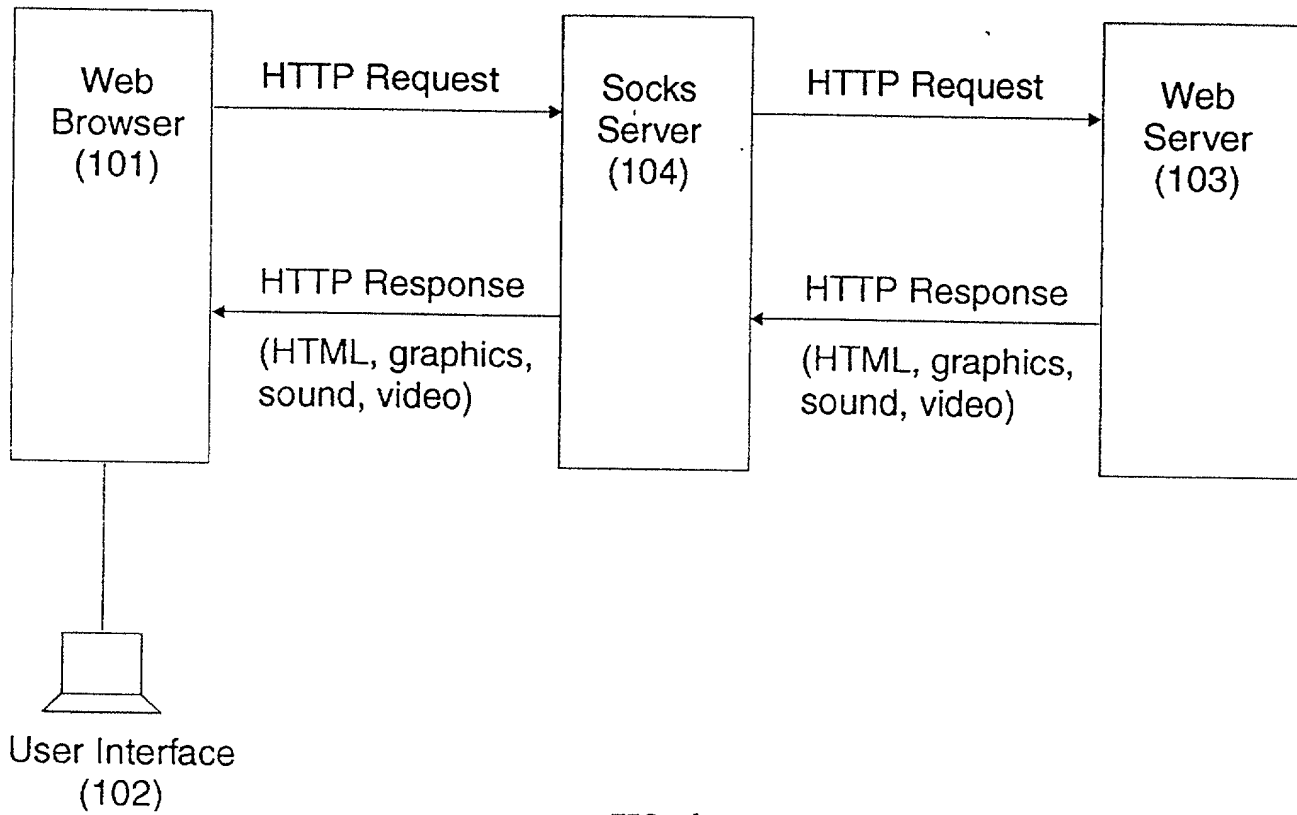 Web
Browser
(101)
HTTP Request
Socks
Server
(104)
HTTP Request
Web
Server
(103)
HTTP Response
(HTML, graphics,
sound, video)
HTTP Response
(HTML, graphics,
sound, video)
User Interface
(102)